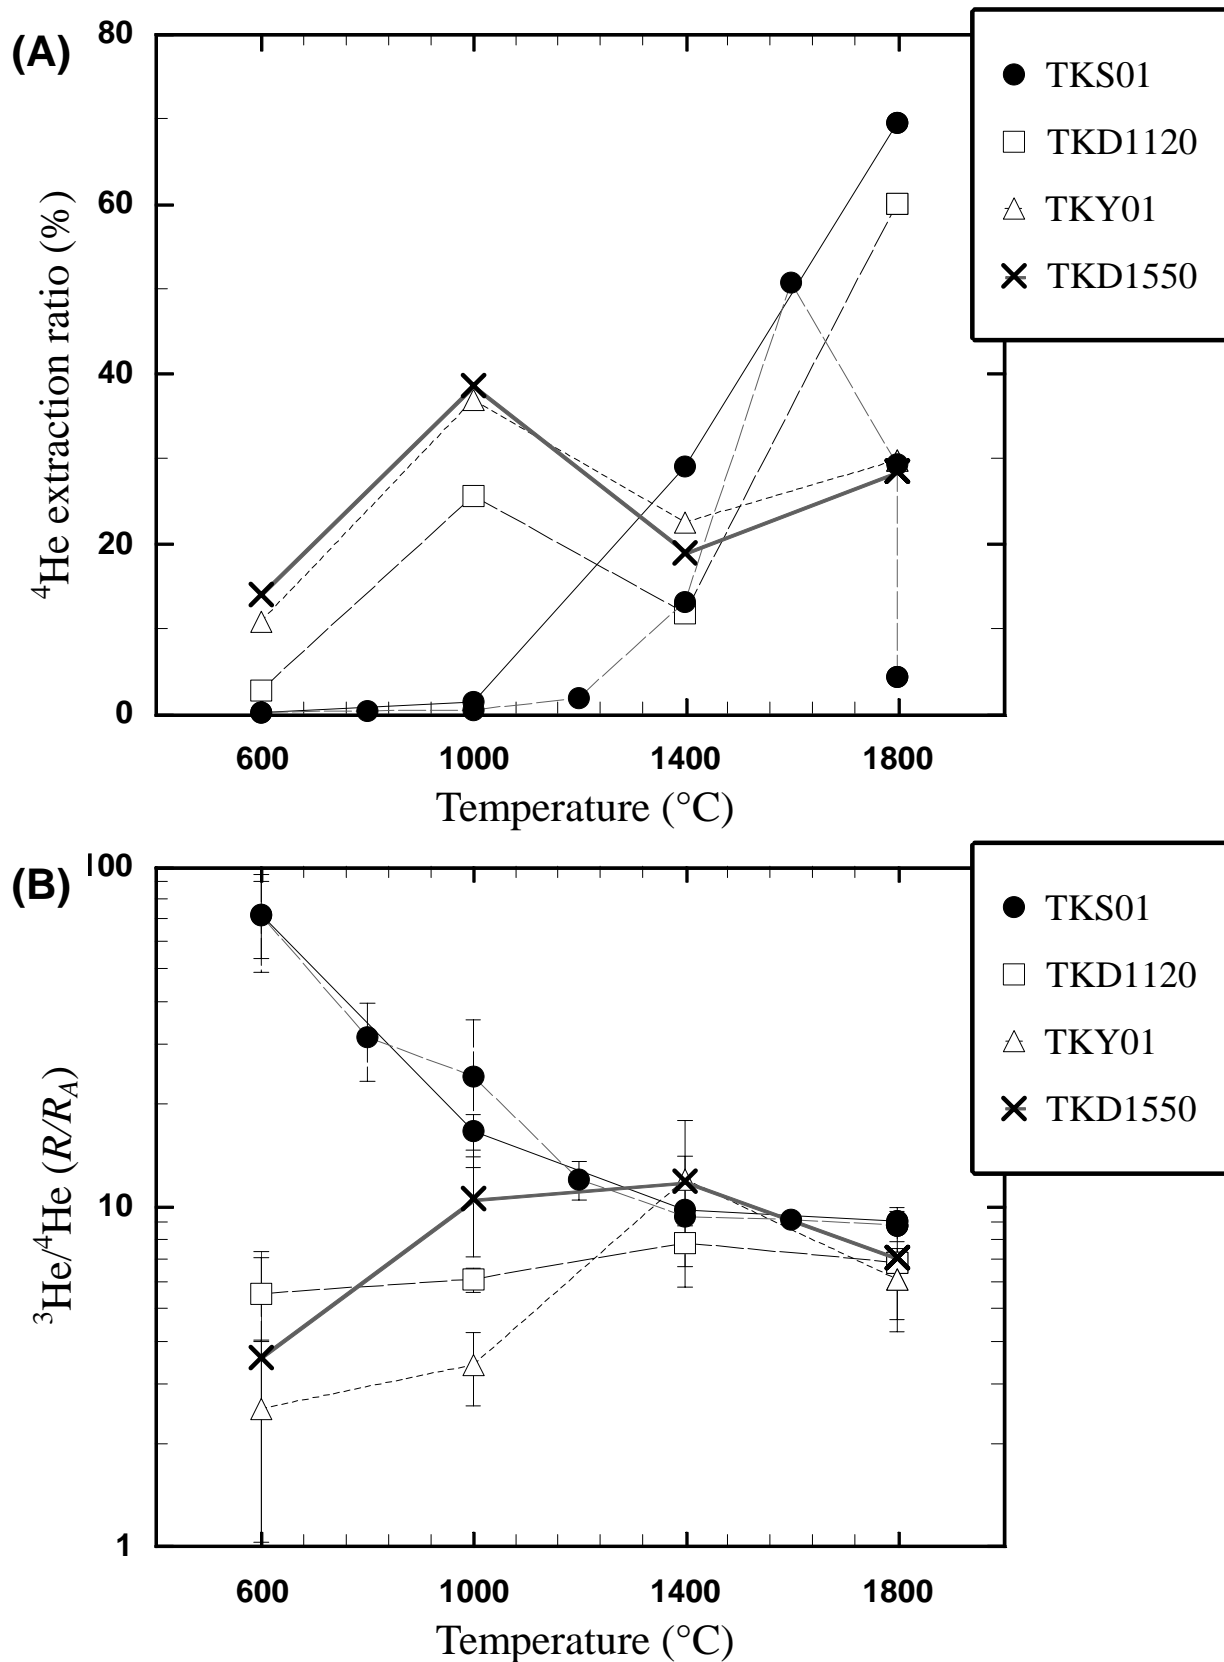 (A)
80
60
40
20
0
⁴He extraction ratio (%)
600 1000 1400 1800
Temperature (°C)
TKS01
TKD1120
TKY01
TKD1550
(B)
100
10
1
³He/⁴He (R/R_A)
600 1000 1400 1800
Temperature (°C)
TKS01
TKD1120
TKY01
TKD1550